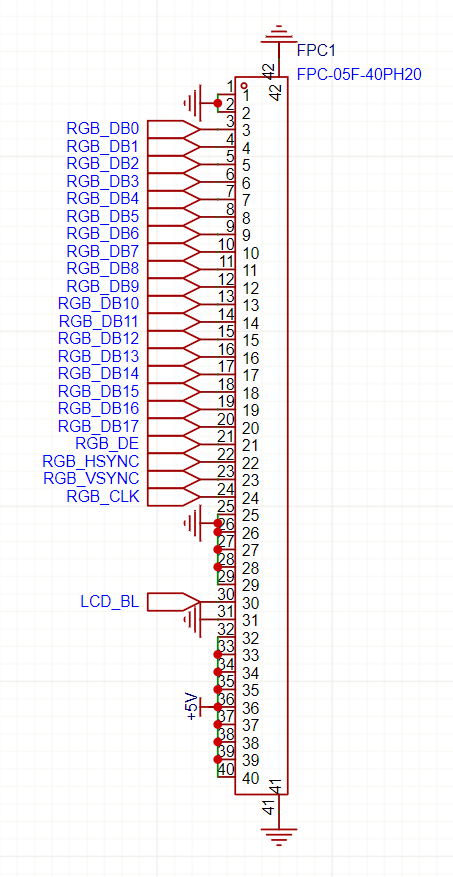 FPC1
FPC-05F-40PH20
42
42
1 1
2 2
RGB_DB0 3 3
RGB_DB1 4 4
RGB_DB2 5 5
RGB_DB3 6 6
RGB_DB4 7 7
RGB_DB5 8 8
RGB_DB6 9 9
RGB_DB7 10 10
RGB_DB8 11 11
RGB_DB9 12 12
RGB_DB10 13 13
RGB_DB11 14 14
RGB_DB12 15 15
RGB_DB13 16 16
RGB_DB14 17 17
RGB_DB15 18 18
RGB_DB16 19 19
RGB_DB17 20 20
RGB_DE 21 21
RGB_HSYNC 22 22
RGB_VSYNC 23 23
RGB_CLK 24 24
25 25
26 26
27 27
28 28
29 29
LCD_BL 30 30
31 31
32 32
33 33
34 34
35 35
+5V 36 36
37 37
38 38
39 39
40 40
41
41